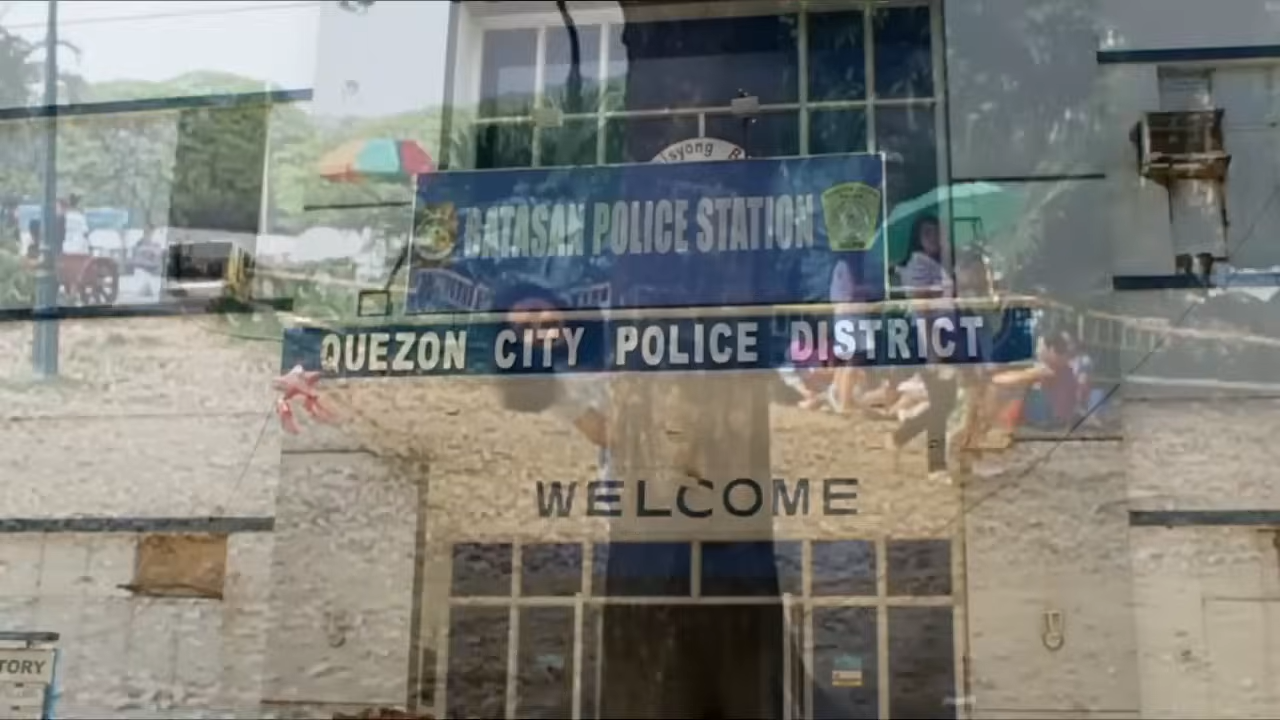 BATASAN POLICE STATION
QUEZON CITY POLICE DISTRICT
WELCOME
TORY